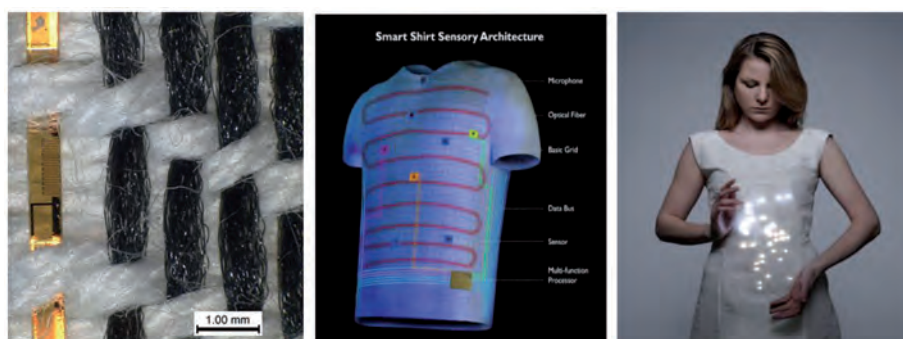 1.00 mm
Smart Shirt Sensory Architecture
Microphone
Optical Fiber
Basic Grid
Data Bus
Sensor
Multi-function
Processor